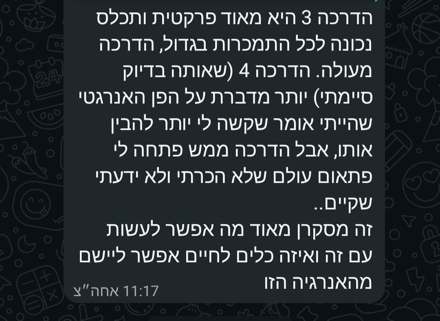 הדרכה 3 היא מאוד פרקטית ותכלס
נכונה לכל התמכרות בגדול, הדרכה
מעולה. הדרכה 4 (שאותה בדיוק
סיימתי) יותר מדברת על הפן האנרגטי
שהייתי אומר שקשה לי יותר להבין
אותו, אבל הדרכה ממש פתחה לי
פתאום עולם שלא הכרתי ולא ידעתי
שקיים..
זה מסקרן מאוד מה אפשר לעשות
עם זה ואיזה כלים לחיים אפשר ליישם
מהאנרגיה הזו
11:17 אחה״צ